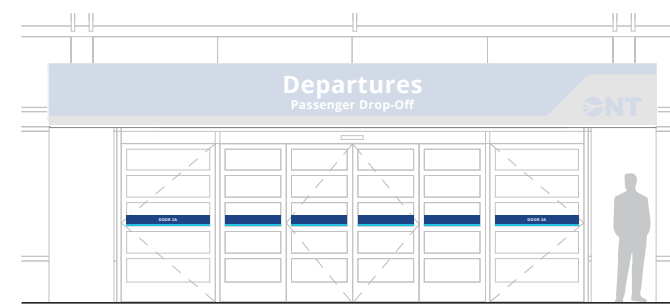 Departures
Passenger Drop-Off
ONT
DOOR 2A
DOOR 2A